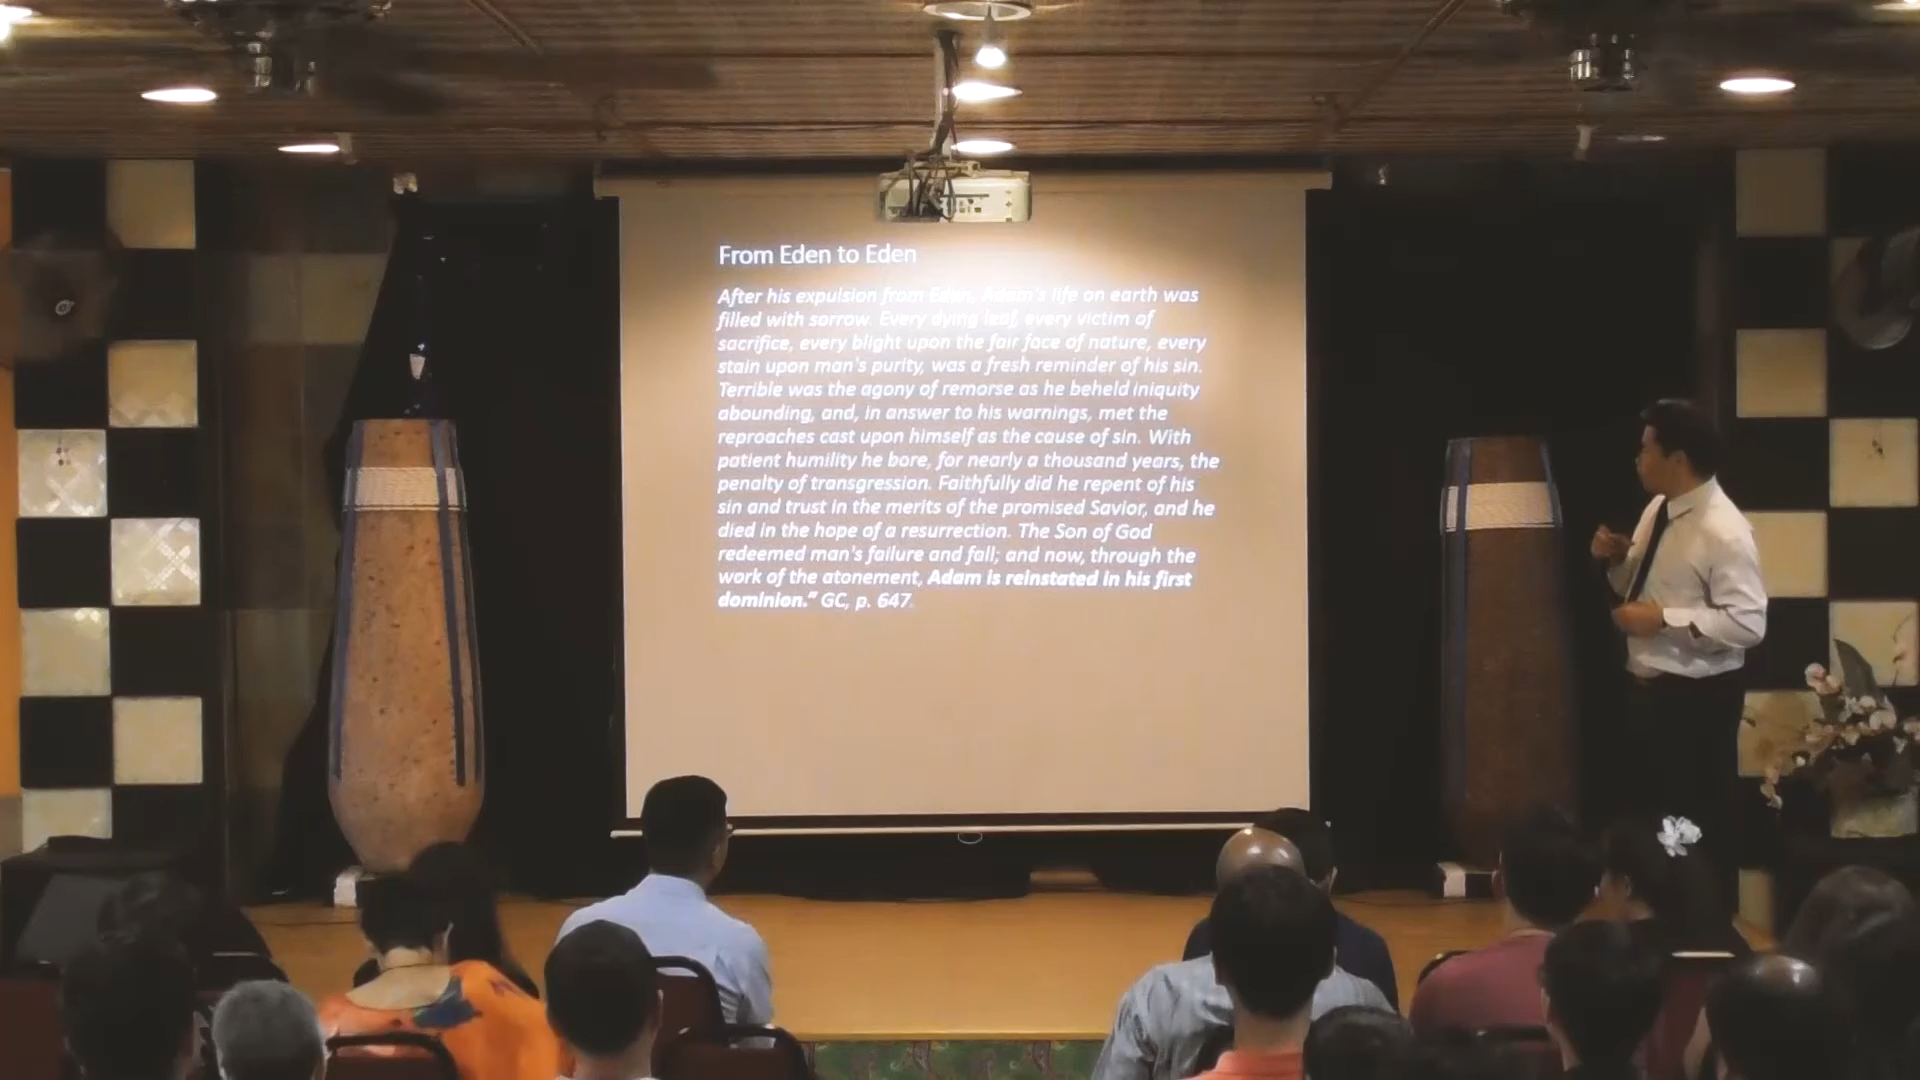 From Eden to Eden
After his expulsion from Eden, Adam's life on earth was
filled with sorrow. Every dying leaf, every victim of
sacrifice, every blight upon the fair face of nature, every
stain upon man's purity, was a fresh reminder of his sin.
Terrible was the agony of remorse as he beheld iniquity
abounding, and, in answer to his warnings, met the
reproaches cast upon himself as the cause of sin. With
patient humility he bore, for nearly a thousand years, the
penalty of transgression. Faithfully did he repent of his
sin and trust in the merits of the promised Savior, and he
died in the hope of a resurrection. The Son of God
redeemed man's failure and fall; and now, through the
work of the atonement, Adam is reinstated in his first
dominion.” GC, p. 647.